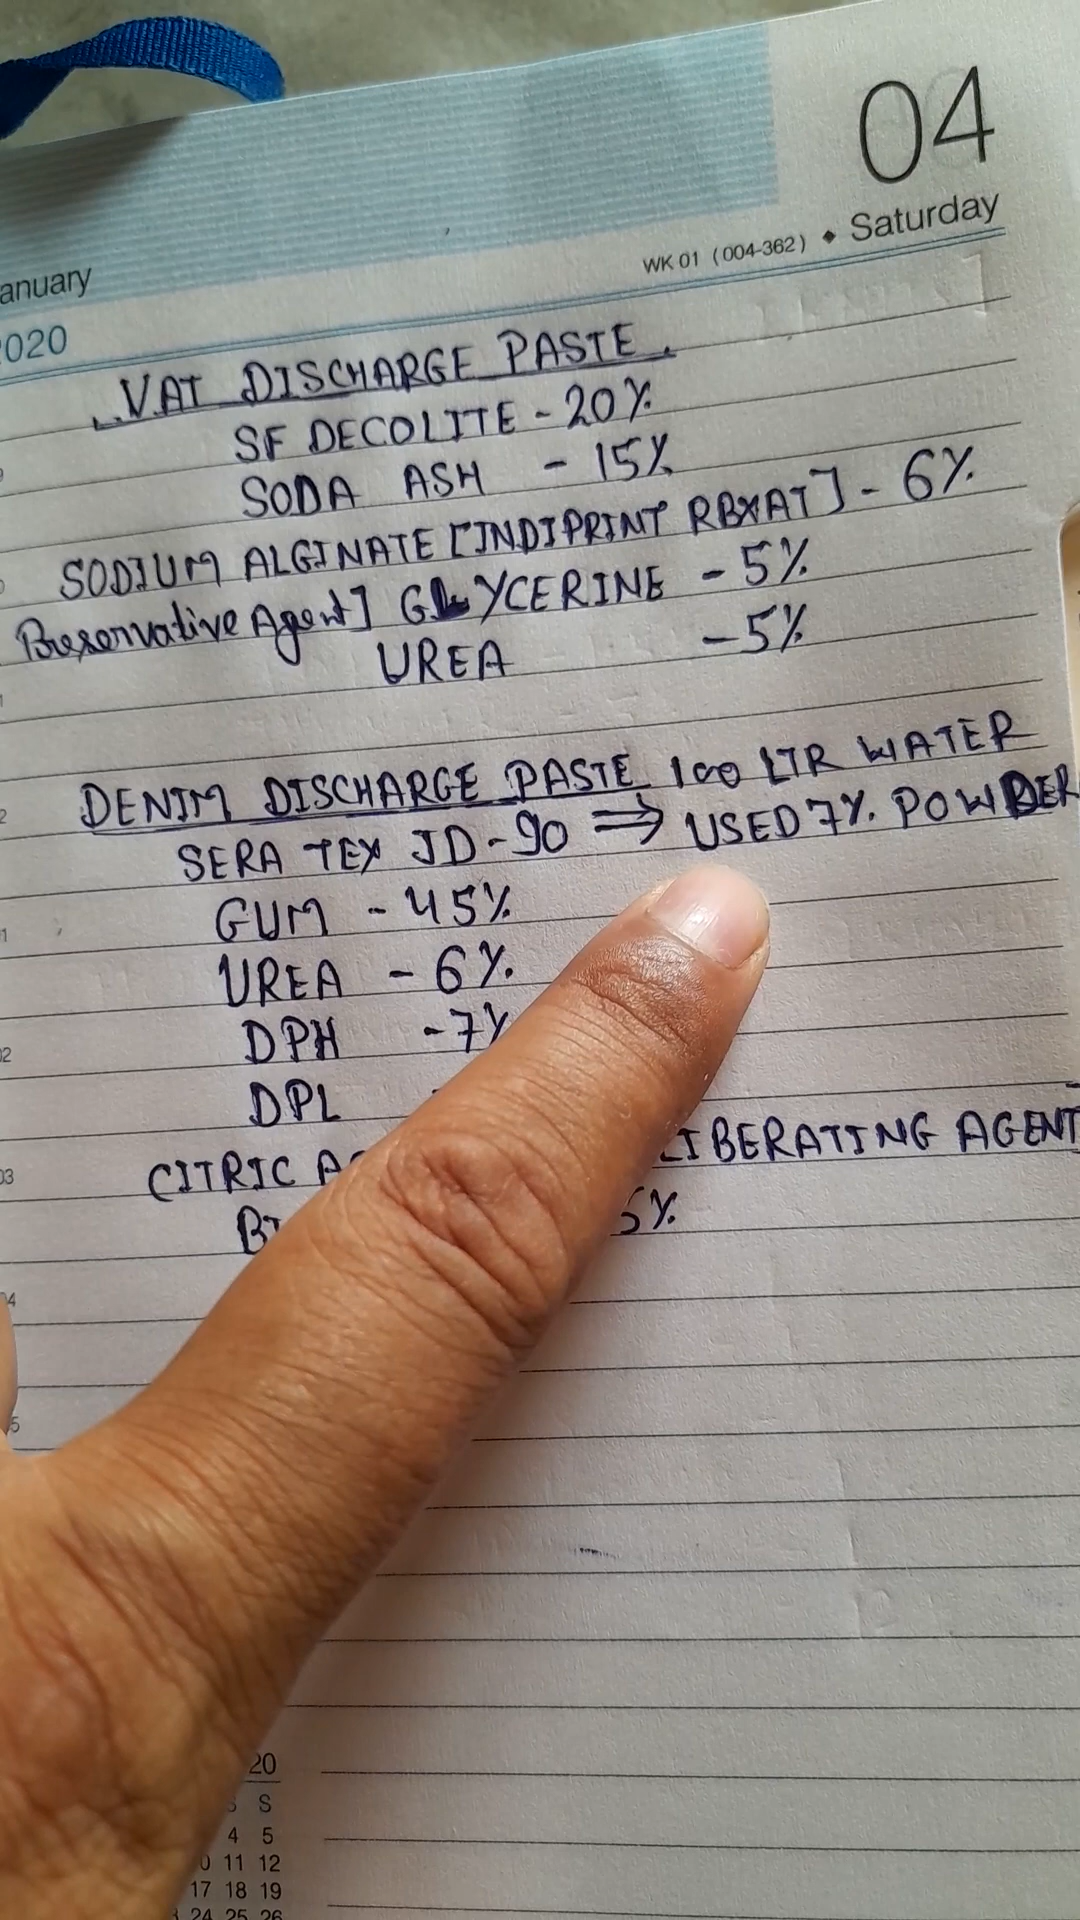 04
Saturday
WK 01 (004-362) ◆
anuary
2020
VAT DISCHARGE PASTE.
SF DECOLITE - 20%
SODA ASH - 15%
SODIUM ALGINATE [INDIPRINT RBXAT] - 6%
Preservative Agent] GLYCERINE - 5%
UREA - 5%
DENIM DISCHARGE PASTE 100 LTR WATER
SERA TEX JD-90 ⇒ USED 7% POWDER
GUM - 45%
UREA - 6%
DPH - 7%
DPL
CITRIC LIBERATING AGENT
5%
20
S S
4 5
11 12
17 18 19
24 25 26